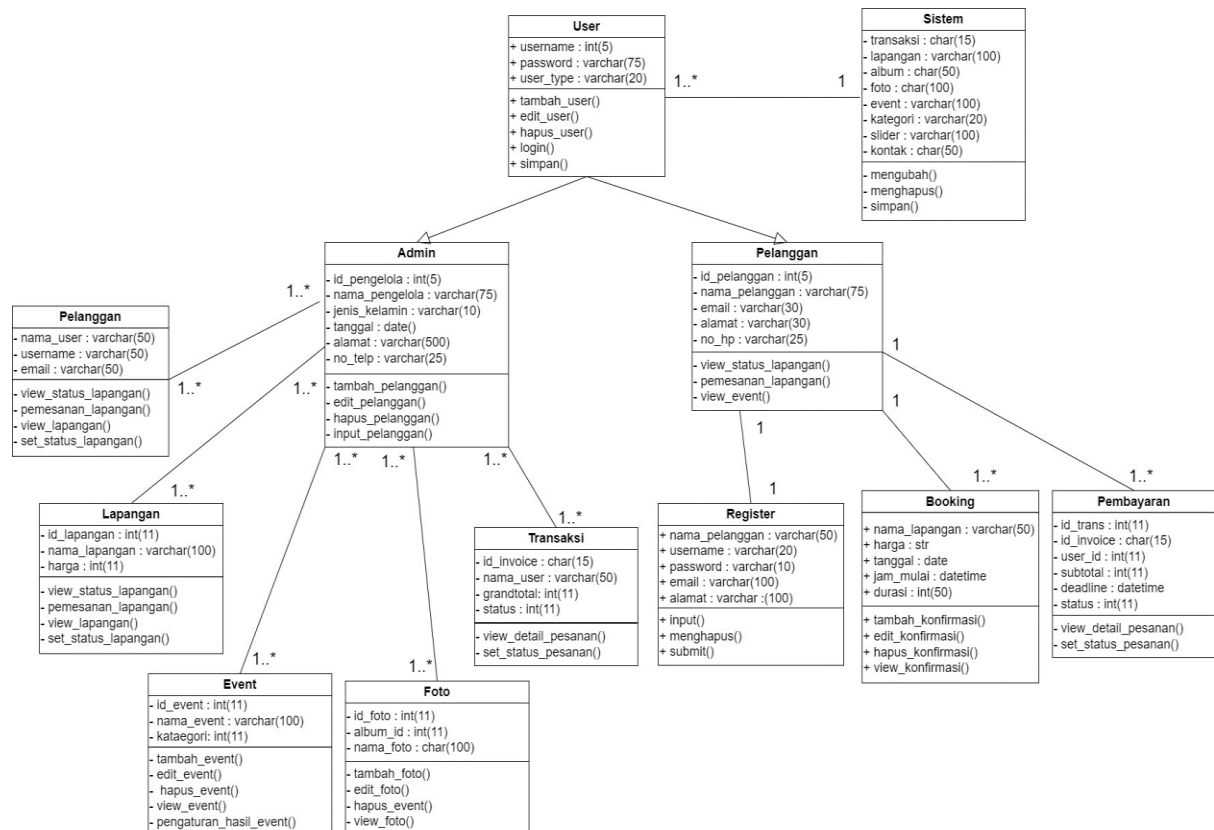 User
+ username : int(5)
+ password : varchar(75)
+ user_type : varchar(20)
+ tambah_user()
+ edit_user()
+ hapus_user()
+ login()
+ simpan()
1..*
1
Sistem
- transaksi : char(15)
- lapangan : varchar(100)
- album : char(50)
- foto : char(100)
- event : varchar(100)
- kategori : varchar(20)
- slider : varchar(100)
- kontak : char(50)
- mengubah()
- menghapus()
- simpan()
Admin
- id_pengelola : int(5)
- nama_pengelola : varchar(75)
- jenis_kelamin : varchar(10)
- tanggal : date()
- alamat : varchar(500)
- no_telp : varchar(25)
- tambah_pelanggan()
- edit_pelanggan()
- hapus_pelanggan()
- input_pelanggan()
Pelanggan
- id_pelanggan : int(5)
- nama_pelanggan : varchar(75)
- email : varchar(30)
- alamat : varchar(30)
- no_hp : varchar(25)
- view_status_lapangan()
- pemesanan_lapangan()
- view_event()
1..*
1..*
1..*
1..*
Pelanggan
- nama_user : varchar(50)
- username : varchar(50)
- email : varchar(50)
- view_status_lapangan()
- pemesanan_lapangan()
- view_lapangan()
- set_status_lapangan()
1
1
1
1..*
1..*
1..*
1
1..*
1..*
1..*
Lapangan
- id_lapangan : int(11)
- nama_lapangan : varchar(100)
- harga : int(11)
- view_status_lapangan()
- pemesanan_lapangan()
- view_lapangan()
- set_status_lapangan()
Transaksi
- id_invoice : char(15)
- nama_user : varchar(50)
- grandtotal: int(11)
- status : int(11)
- view_detail_pesanan()
- set_status_pesanan()
Register
+ nama_pelanggan : varchar(50)
+ username : varchar(20)
+ password : varchar(10)
+ email : varchar(100)
+ alamat : varchar :(100)
+ input()
+ menghapus()
+ submit()
Booking
+ nama_lapangan : varchar(50)
+ harga : str
+ tanggal : date
+ jam_mulai : datetime
+ durasi : int(50)
+ tambah_konfirmasi()
+ edit_konfirmasi()
+ hapus_konfirmasi()
+ view_konfirmasi()
Pembayaran
- id_trans : int(11)
- id_invoice : char(15)
- user_id : int(11)
- subtotal : int(11)
- deadline : datetime
- status : int(11)
- view_detail_pesanan()
- set_status_pesanan()
1..*
1..*
Event
- id_event : int(11)
- nama_event : varchar(100)
- kataegori: int(11)
- tambah_event()
- edit_event()
- hapus_event()
- view_event()
- pengaturan_hasil_event()
Foto
- id_foto : int(11)
- album_id : int(11)
- nama_foto : char(100)
- tambah_foto()
- edit_foto()
- hapus_event()
- view_foto()